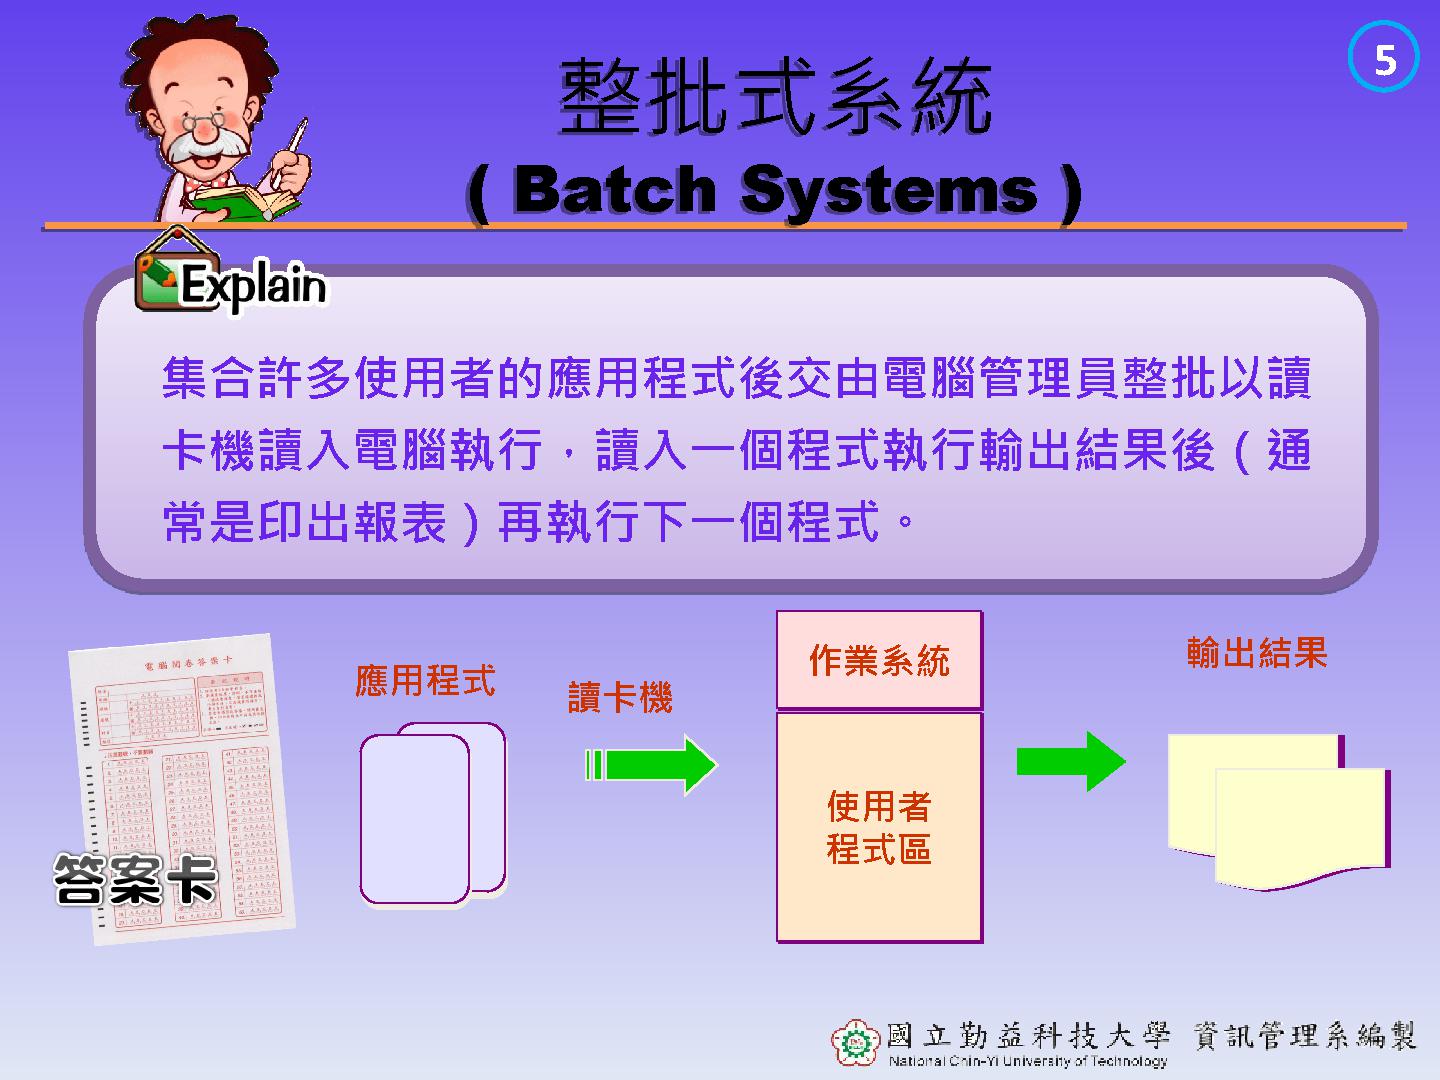 5
整批式系統
( Batch Systems )
Explain
集合許多使用者的應用程式後交由電腦管理員整批以讀
卡機讀入電腦執行，讀入一個程式執行輸出結果後（通
常是印出報表）再執行下一個程式。
電腦閱卷答案卡
答案卡
應用程式
讀卡機
作業系統
使用者
程式區
輸出結果
國立勤益科技大學 資訊管理系編製
National Chin-Yi University of Technology